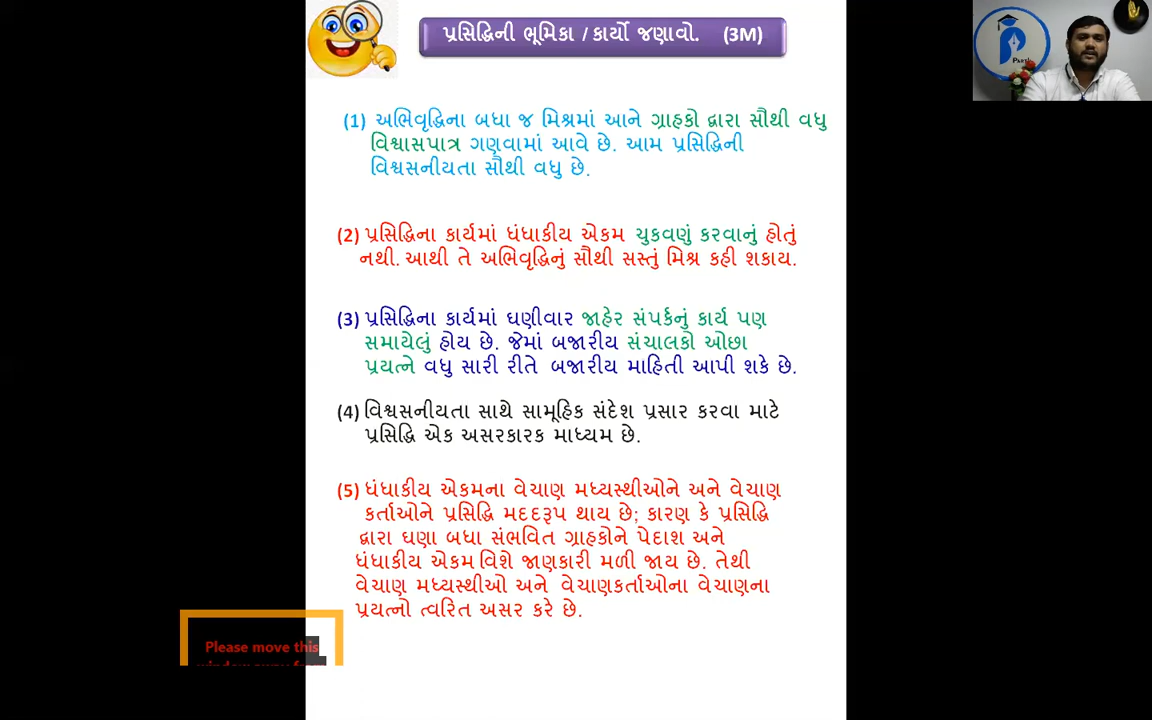 પ્રસિદ્ધિની ભૂમિકા / કાર્યો જણાવો. (3M)
(1) અભિવૃદ્ધિના બધા જ મિશ્રમાં આને ગ્રાહકો દ્વારા સૌથી વધુ
વિશ્વાસપાત્ર ગણવામાં આવે છે. આમ પ્રસિદ્ધિની
વિશ્વસનીયતા સૌથી વધુ છે.
(2) પ્રસિદ્ધિના કાર્યમાં ધંધાકીય એકમ ચુકવણું કરવાનું હોતું
નથી. આથી તે અભિવૃદ્ધિનું સૌથી સસ્તું મિશ્ર કહી શકાય.
(3) પ્રસિદ્ધિના કાર્યમાં ઘણીવાર જાહેર સંપર્કનું કાર્ય પણ
સમાયેલું હોય છે. જેમાં બજારીય સંચાલકો ઓછા
પ્રયત્ને વધુ સારી રીતે બજારીય માહિતી આપી શકે છે.
(4) વિશ્વસનીયતા સાથે સામૂહિક સંદેશ પ્રસાર કરવા માટે
પ્રસિદ્ધિ એક અસરકારક માધ્યમ છે.
(5) ધંધાકીય એકમના વેચાણ મધ્યસ્થીઓને અને વેચાણ
કર્તાઓને પ્રસિદ્ધિ મદદરૂપ થાય છે; કારણ કે પ્રસિદ્ધિ
દ્વારા ઘણા બધા સંભવિત ગ્રાહકોને પેદાશ અને
ધંધાકીય એકમ વિશે જાણકારી મળી જાય છે. તેથી
વેચાણ મધ્યસ્થીઓ અને વેચાણકર્તાઓના વેચાણના
પ્રયત્નો ત્વરિત અસર કરે છે.
Please move this